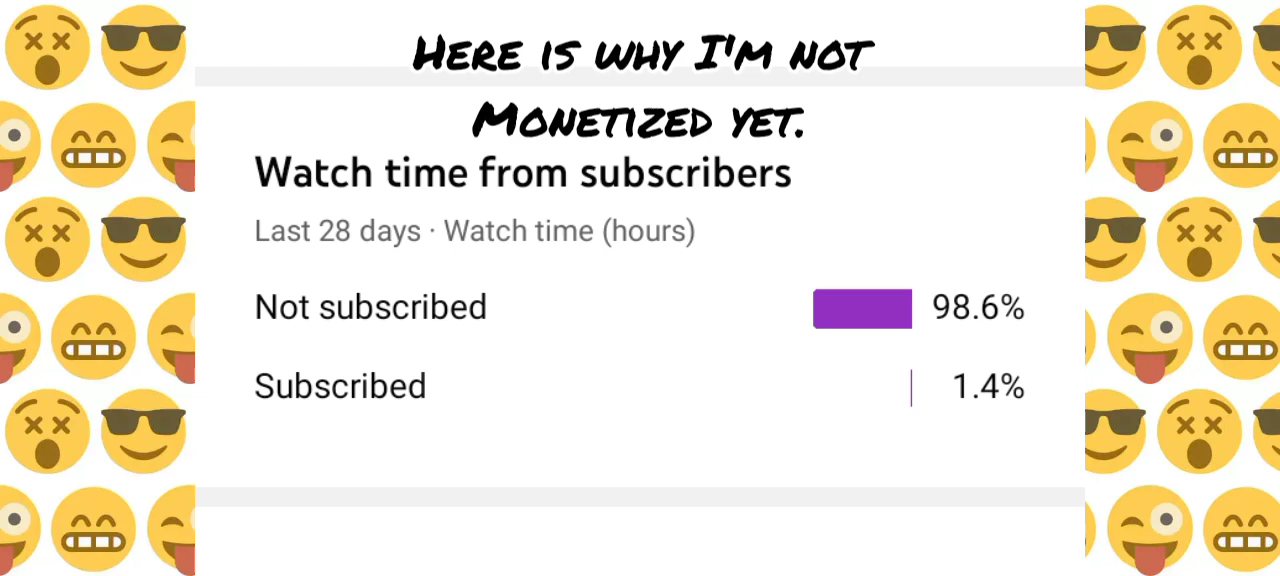 Here is why I'm not
Monetized yet.
Watch time from subscribers
Last 28 days · Watch time (hours)
Not subscribed 98.6%
Subscribed 1.4%